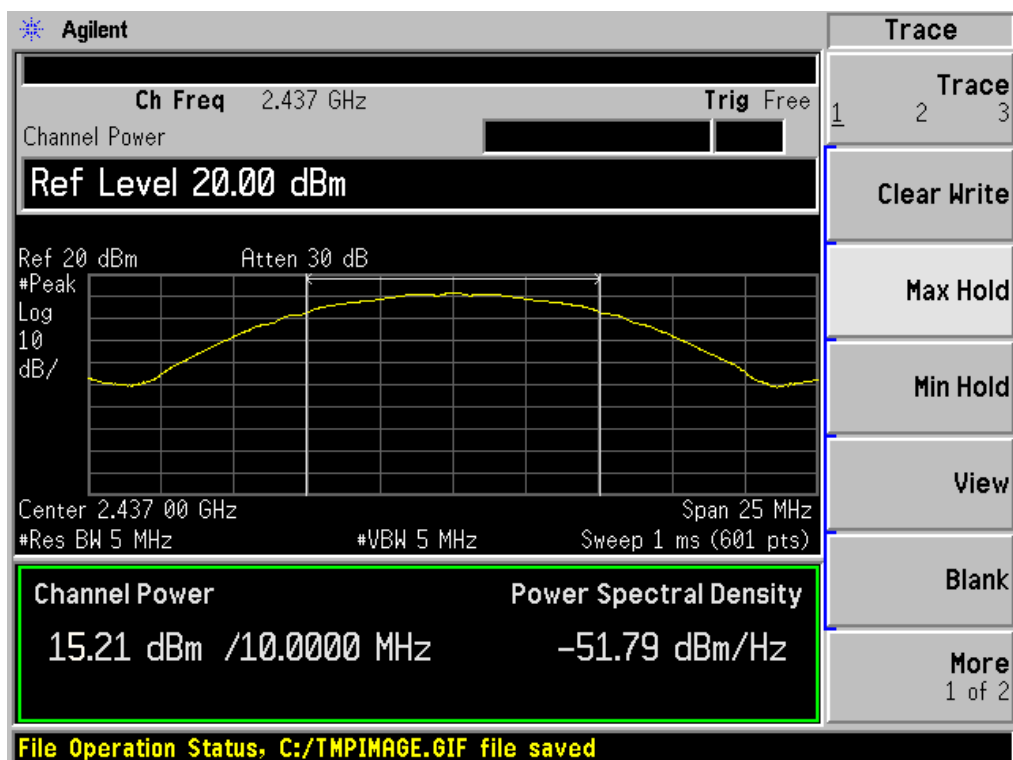 Agilent
Trace
Ch Freq 2.437 GHz Trig Free
Channel Power
Ref Level 20.00 dBm
Ref 20 dBm Atten 30 dB
#Peak
Log
10
dB/
Center 2.437 00 GHz Span 25 MHz
#Res BW 5 MHz #VBW 5 MHz Sweep 1 ms (601 pts)
Channel Power Power Spectral Density
15.21 dBm /10.0000 MHz -51.79 dBm/Hz
File Operation Status, C:/TMPIMAGE.GIF file saved
Trace
1 2 3
Clear Write
Max Hold
Min Hold
View
Blank
More
1 of 2